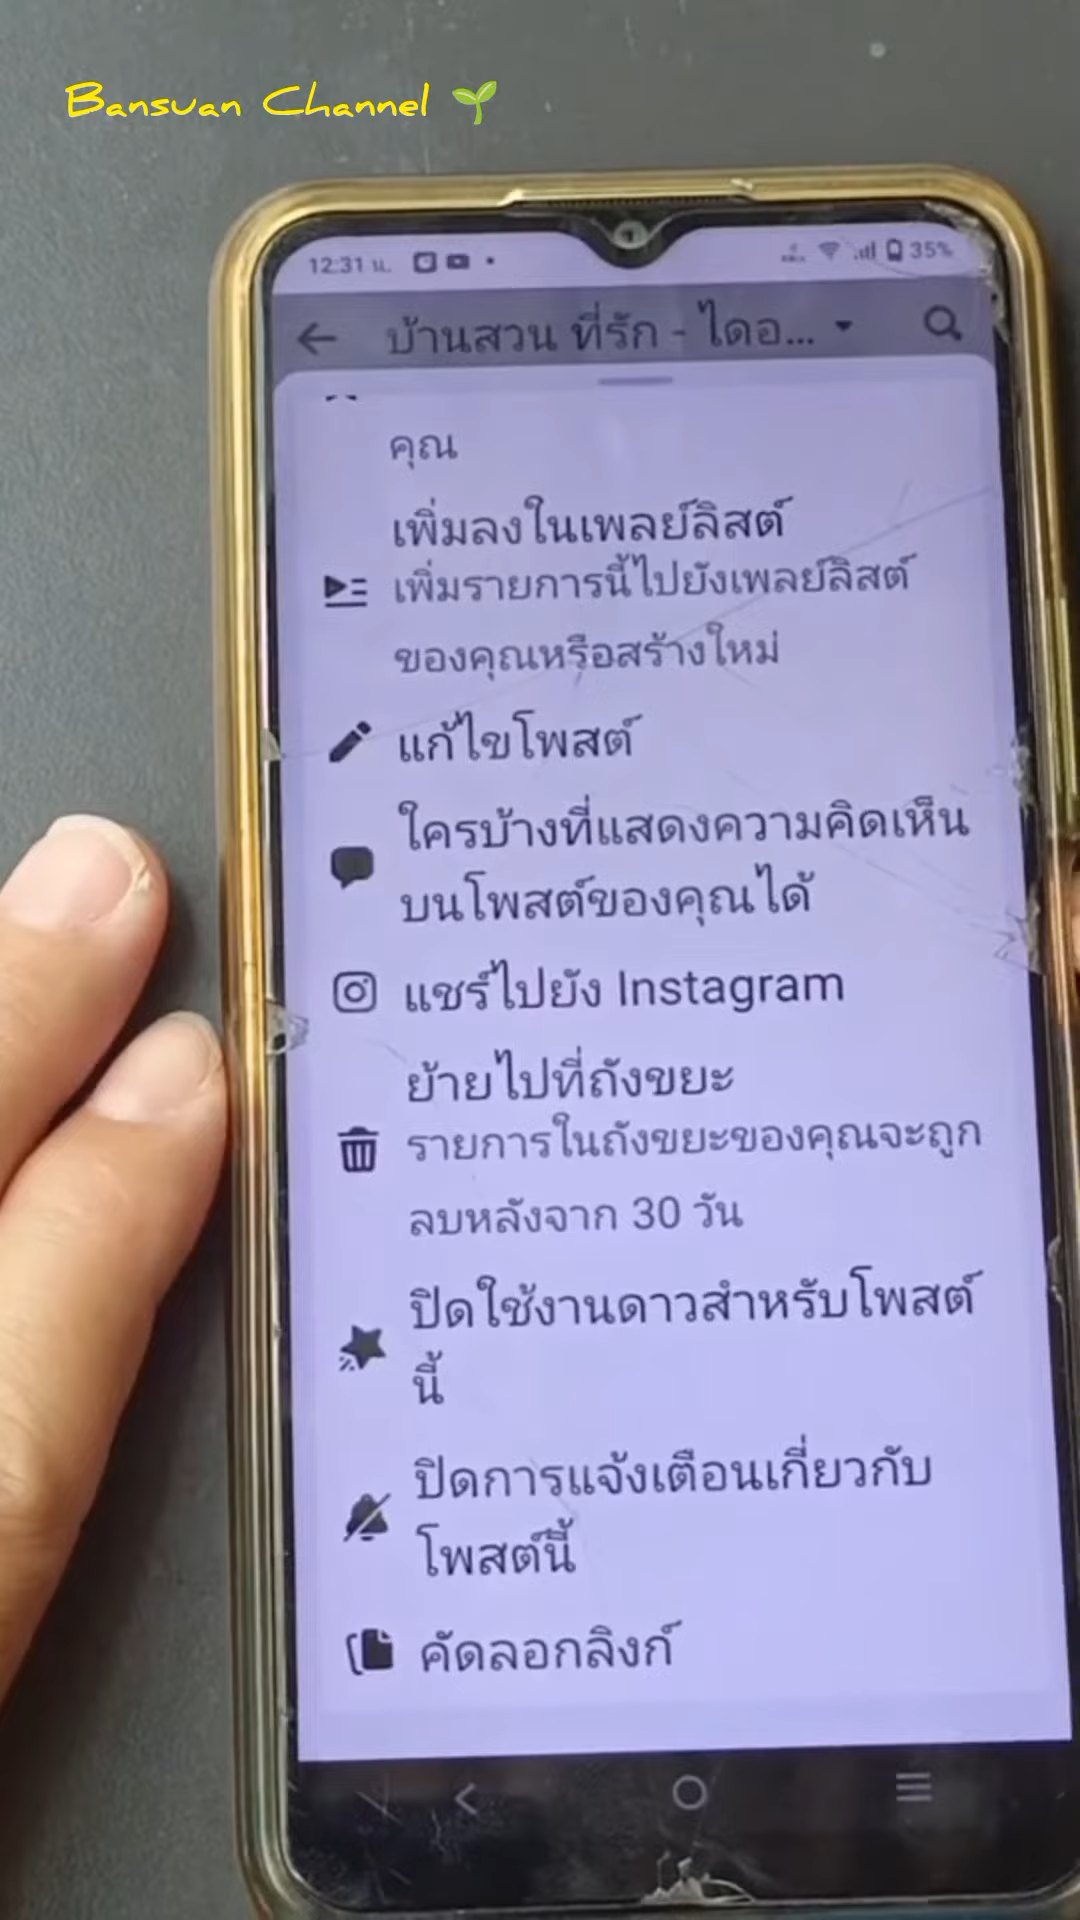 Bansuan Channel
12:31 น.
35%
บ้านสวน ที่รัก - ไดอ...
คุณ
เพิ่มลงในเพลย์ลิสต์
เพิ่มรายการนี้ไปยังเพลย์ลิสต์
ของคุณหรือสร้างใหม่
แก้ไขโพสต์
ใครบ้างที่แสดงความคิดเห็น
บนโพสต์ของคุณได้
แชร์ไปยัง Instagram
ย้ายไปที่ถังขยะ
รายการในถังขยะของคุณจะถูก
ลบหลังจาก 30 วัน
ปิดใช้งานดาวสำหรับโพสต์
นี้
ปิดการแจ้งเตือนเกี่ยวกับ
โพสต์นี้
คัดลอกลิงก์